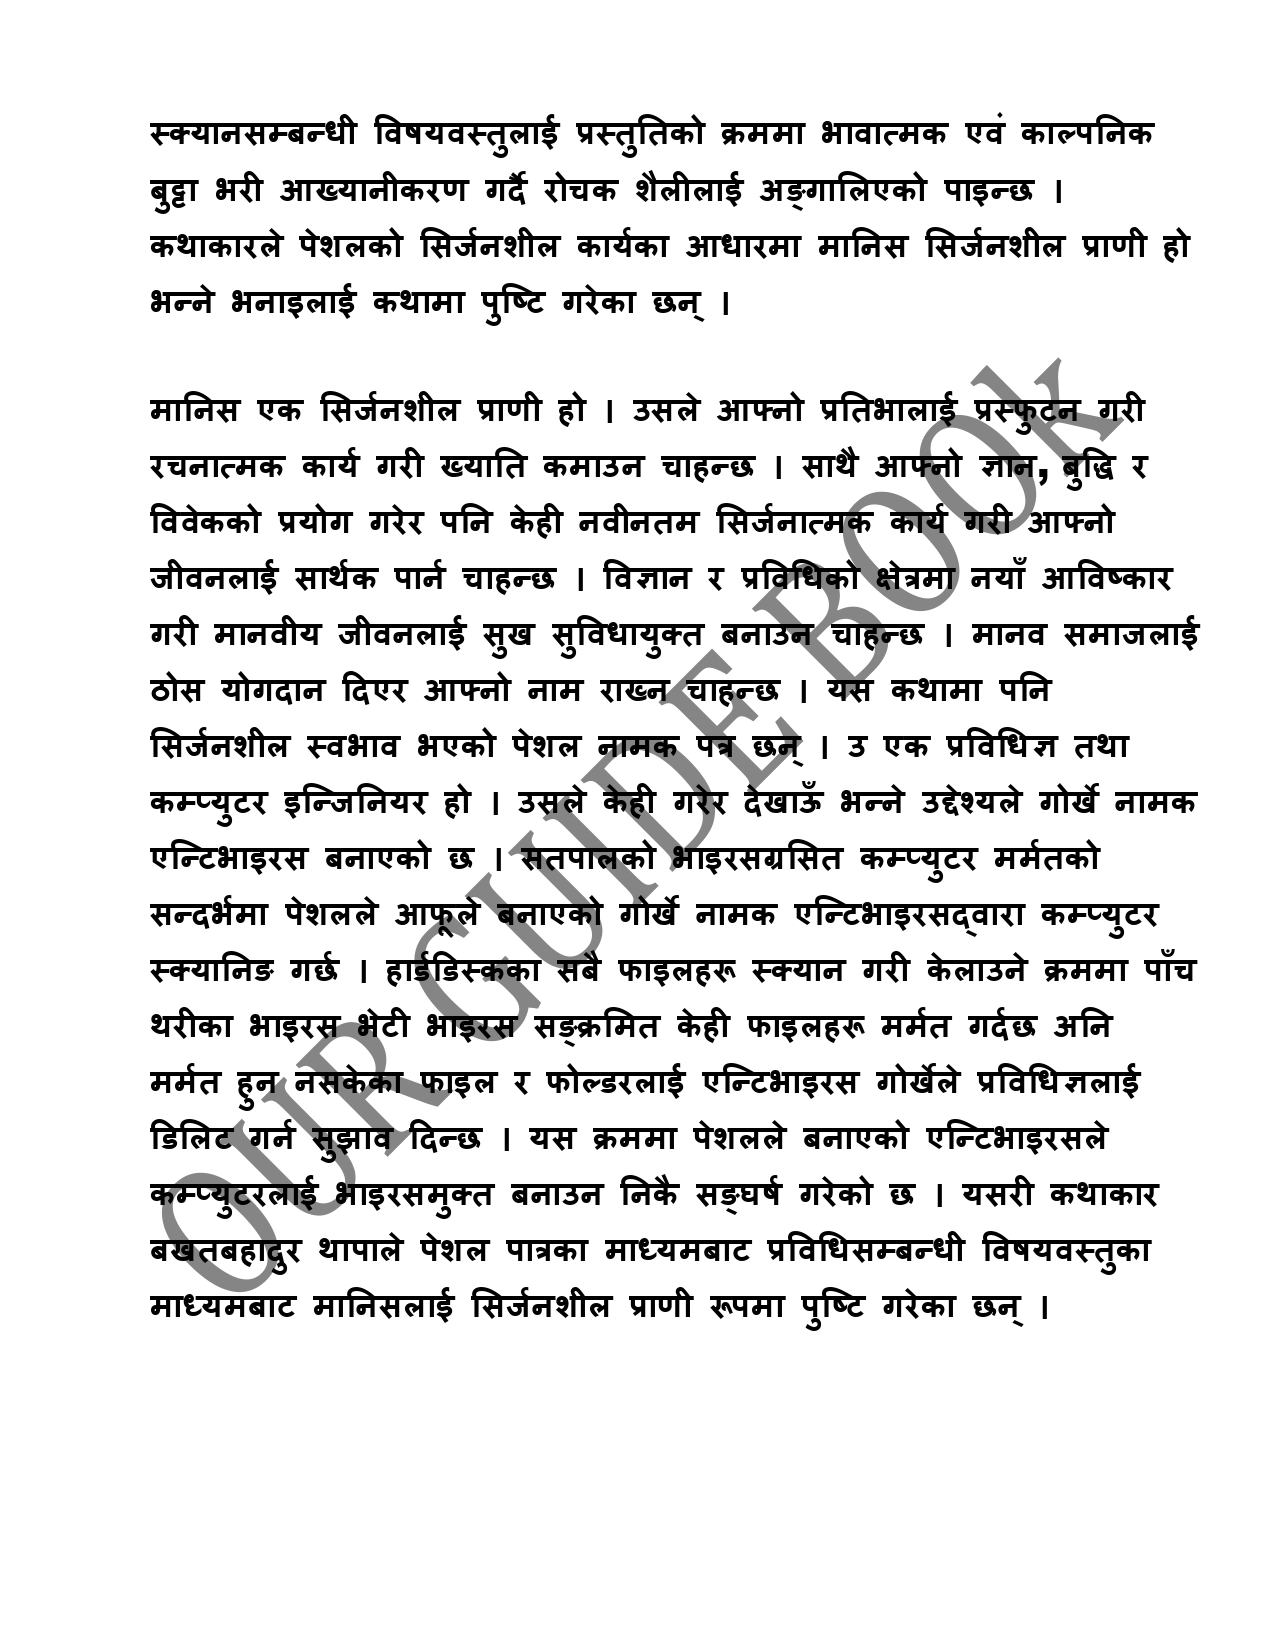 स्क्यानसम्बन्धी विषयवस्तुलाई प्रस्तुतिको क्रममा भावात्मक एवं काल्पनिक
बुट्टा भरी आख्यानीकरण गर्दै रोचक शैलीलाई अङ्गालिएको पाइन्छ ।
कथाकारले पेशलको सिर्जनशील कार्यका आधारमा मानिस सिर्जनशील प्राणी हो
भन्ने भनाइलाई कथामा पुष्टि गरेका छन् ।
मानिस एक सिर्जनशील प्राणी हो । उसले आफ्नो प्रतिभालाई प्रस्फुटन गरी
रचनात्मक कार्य गरी ख्याति कमाउन चाहन्छ । साथै आफ्नो ज्ञान, बुद्धि र
विवेकको प्रयोग गरेर पनि केही नवीनतम सिर्जनात्मक कार्य गरी आफ्नो
जीवनलाई सार्थक पार्न चाहन्छ । विज्ञान र प्रविधिको क्षेत्रमा नयाँ आविष्कार
गरी मानवीय जीवनलाई सुख सुविधायुक्त बनाउन चाहन्छ । मानव समाजलाई
ठोस योगदान दिएर आफ्नो नाम राख्न चाहन्छ । यस कथामा पनि
सिर्जनशील स्वभाव भएको पेशल नामक पत्र छन् । उ एक प्रविधिज्ञ तथा
कम्प्युटर इन्जिनियर हो । उसले केही गरेर देखाऊँ भन्ने उद्देश्यले गोर्खे नामक
एन्टिभाइरस बनाएको छ । सतपालको भाइरसग्रसित कम्प्युटर मर्मतको
सन्दर्भमा पेशलले आफूले बनाएको गोर्खे नामक एन्टिभाइरसद्वारा कम्प्युटर
स्क्यानिङ गर्छ । हार्डडिस्कका सबै फाइलहरू स्क्यान गरी केलाउने क्रममा पाँच
थरीका भाइरस भेटी भाइरस सङ्क्रमित केही फाइलहरू मर्मत गर्दछ अनि
मर्मत हुन नसकेका फाइल र फोल्डरलाई एन्टिभाइरस गोर्खेले प्रविधिज्ञलाई
डिलिट गर्न सुझाव दिन्छ । यस क्रममा पेशलले बनाएको एन्टिभाइरसले
कम्प्युटरलाई भाइरसमुक्त बनाउन निकै सङ्घर्ष गरेको छ । यसरी कथाकार
बखतबहादुर थापाले पेशल पात्रका माध्यमबाट प्रविधिसम्बन्धी विषयवस्तुका
माध्यमबाट मानिसलाई सिर्जनशील प्राणी रूपमा पुष्टि गरेका छन् ।
OUR GUIDE BOOk